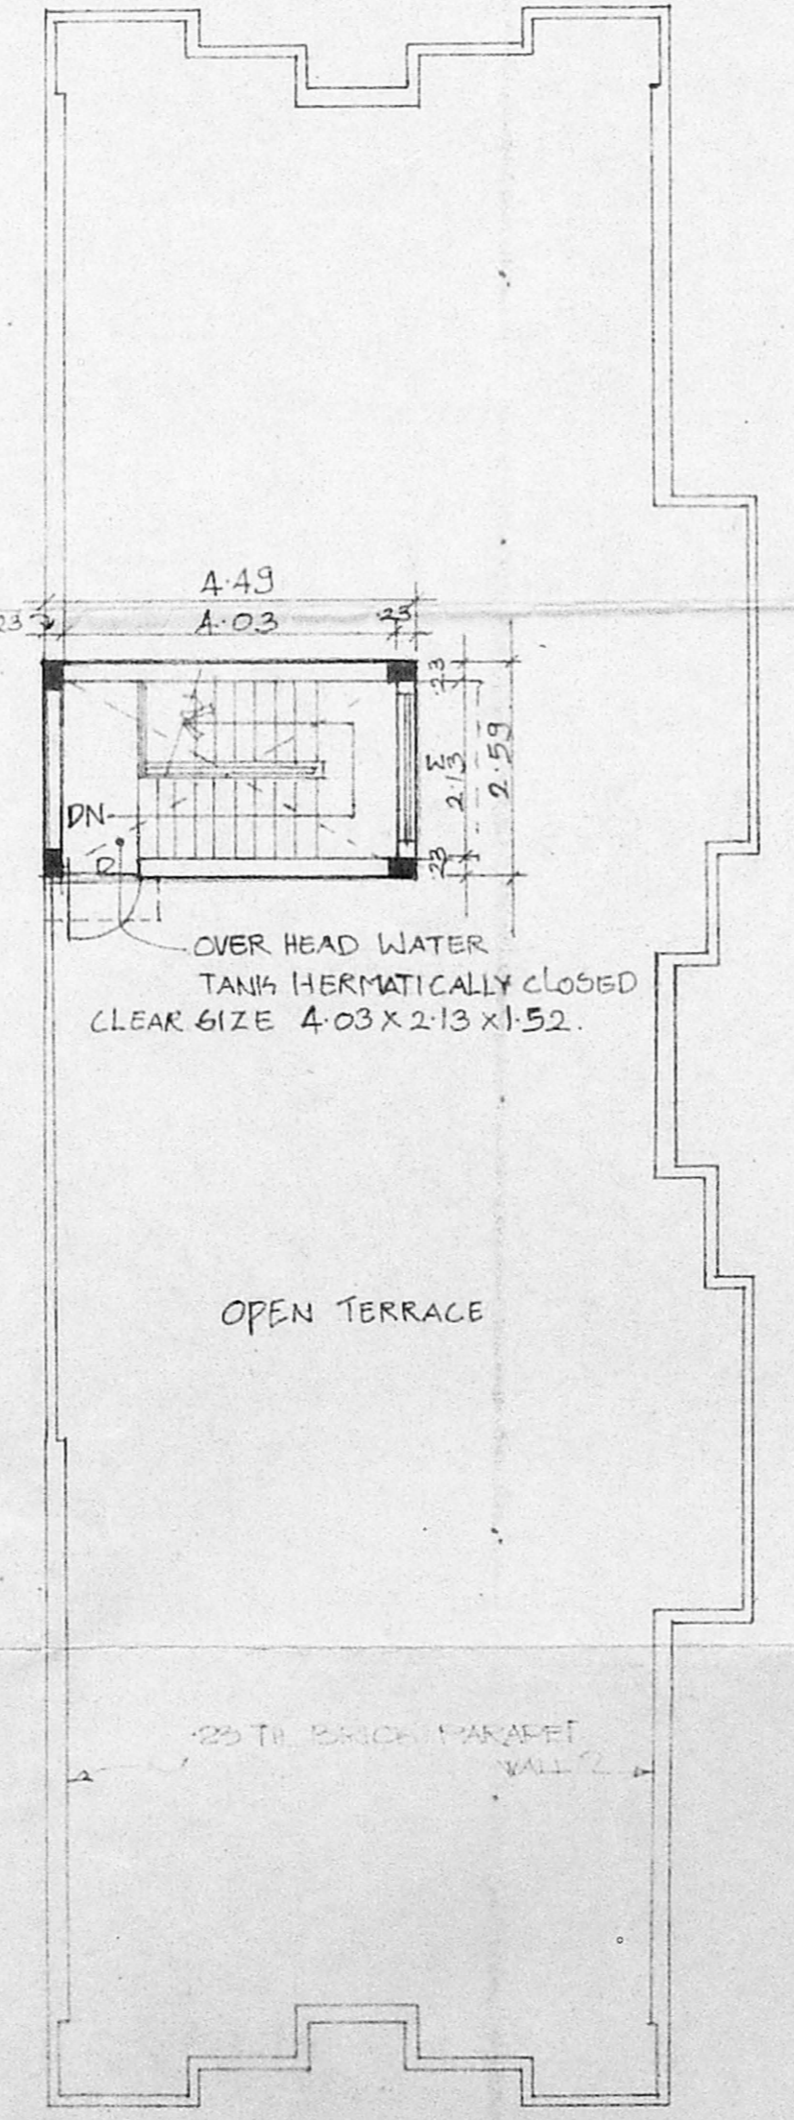 4.49
.23
4.03
.23
.23
W
2.13
2.59
.23
DN
D
OVER HEAD WATER
TANK HERMATICALLY CLOSED
CLEAR SIZE 4.03 X 2.13 X 1.52.
OPEN TERRACE
.23 TH. BRICK PARAPET
WALL